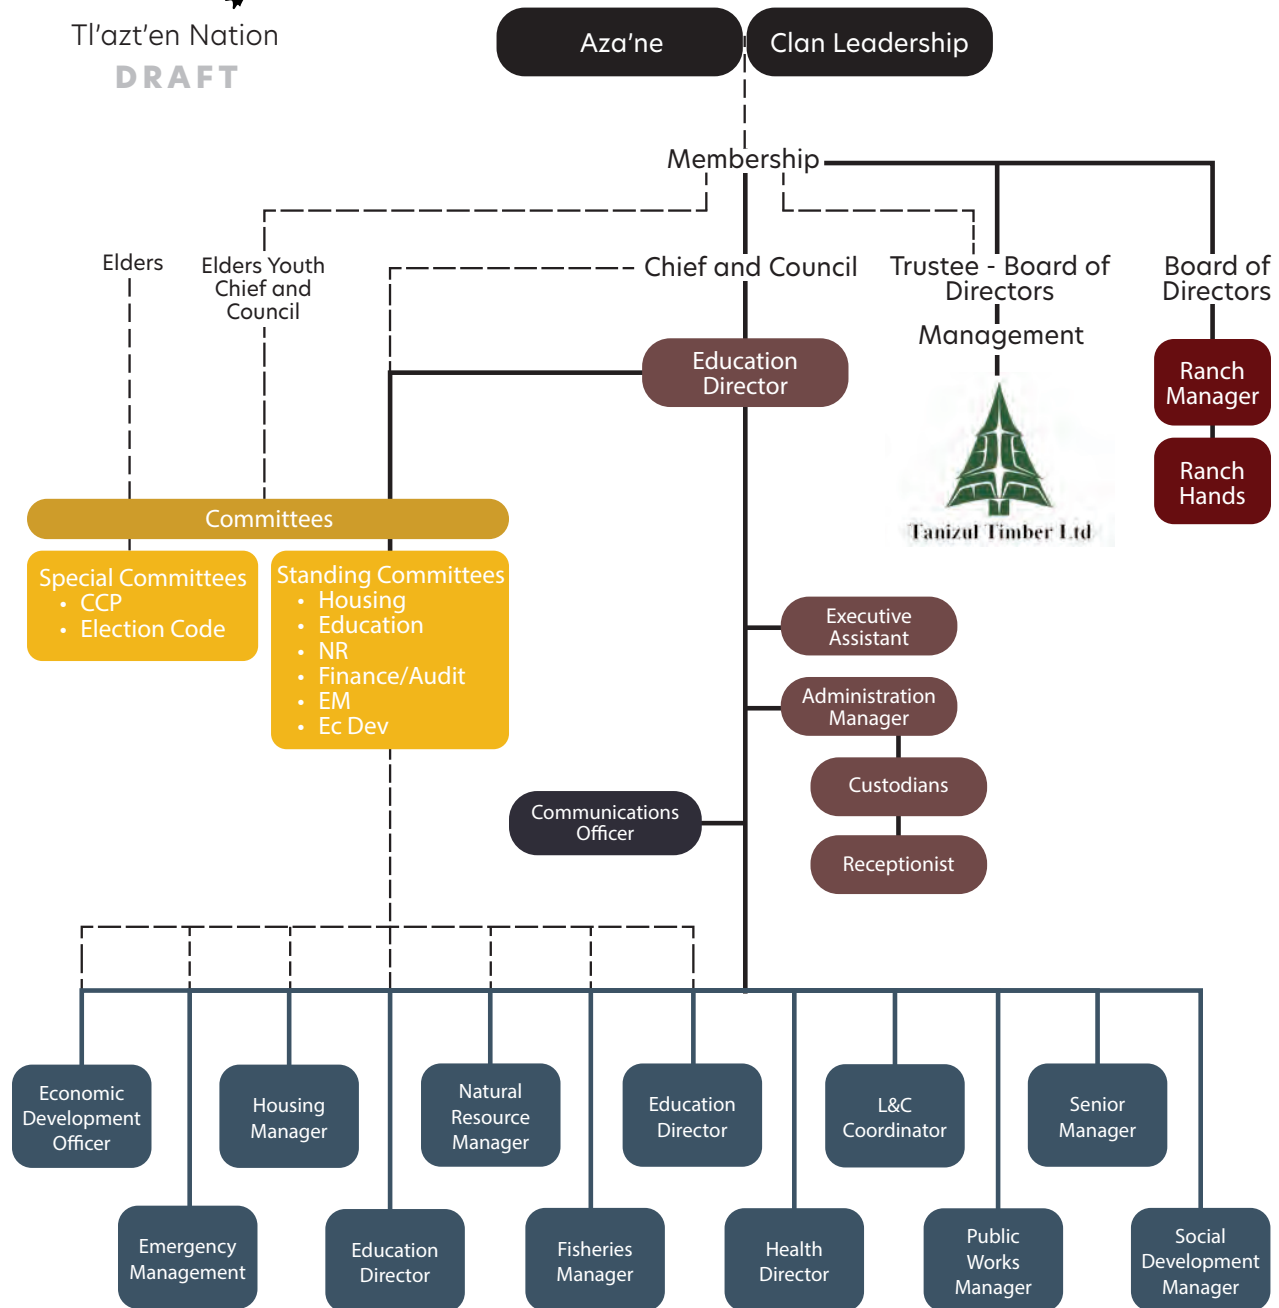 Tl'azt'en Nation
DRAFT
Aza'ne
Clan Leadership
Membership
Elders
Elders Youth
Chief and
Council
Chief and Council
Trustee - Board of
Directors
Management
Board of
Directors
Education
Director
Ranch
Manager
Ranch
Hands
Tanizul Timber Ltd
Committees
Special Committees
• CCP
• Election Code
Standing Committees
• Housing
• Education
• NR
• Finance/Audit
• EM
• Ec Dev
Executive
Assistant
Administration
Manager
Custodians
Receptionist
Communications
Officer
Economic
Development
Officer
Housing
Manager
Natural
Resource
Manager
Education
Director
L&C
Coordinator
Senior
Manager
Emergency
Management
Education
Director
Fisheries
Manager
Health
Director
Public
Works
Manager
Social
Development
Manager